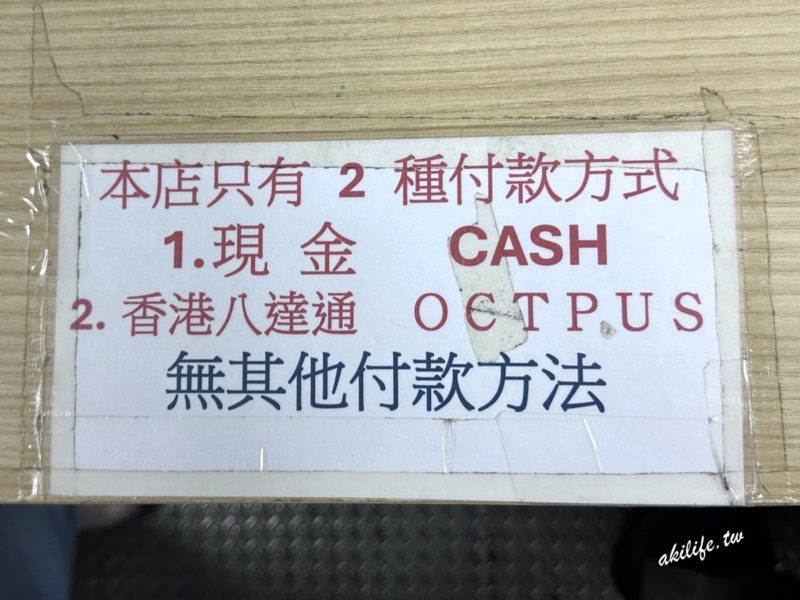 本店只有 2 種付款方式
1.現 金 CASH
2. 香港八達通 OCTPUS
無其他付款方法
akilife.tw